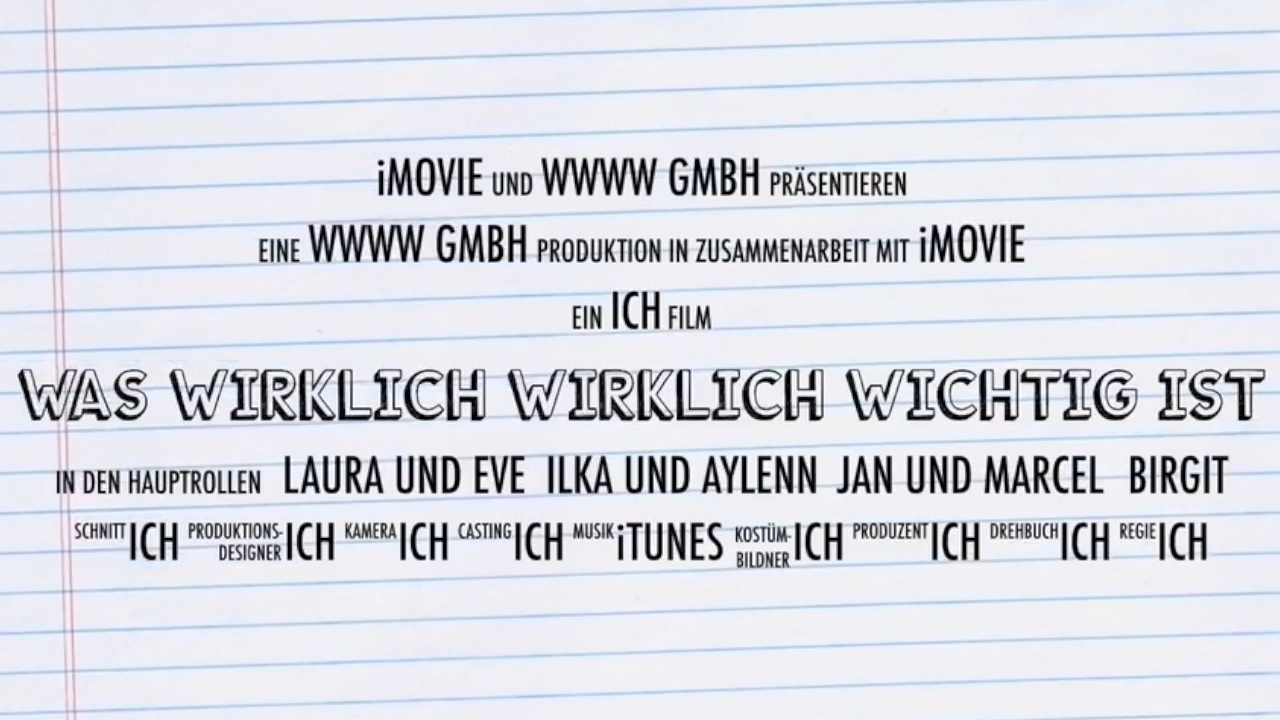 iMOVIE UND WWWW GMBH PRÄSENTIEREN
EINE WWWW GMBH PRODUKTION IN ZUSAMMENARBEIT MIT iMOVIE
EIN ICH FILM
WAS WIRKLICH WIRKLICH WICHTIG IST
IN DEN HAUPTROLLEN LAURA UND EVE ILKA UND AYLENN JAN UND MARCEL BIRGIT
SCHNITT ICH PRODUKTIONS-DESIGNER ICH KAMERA ICH CASTING ICH MUSIK iTUNES KOSTÜM-BILDNER ICH PRODUZENT ICH DREHBUCH ICH REGIE ICH